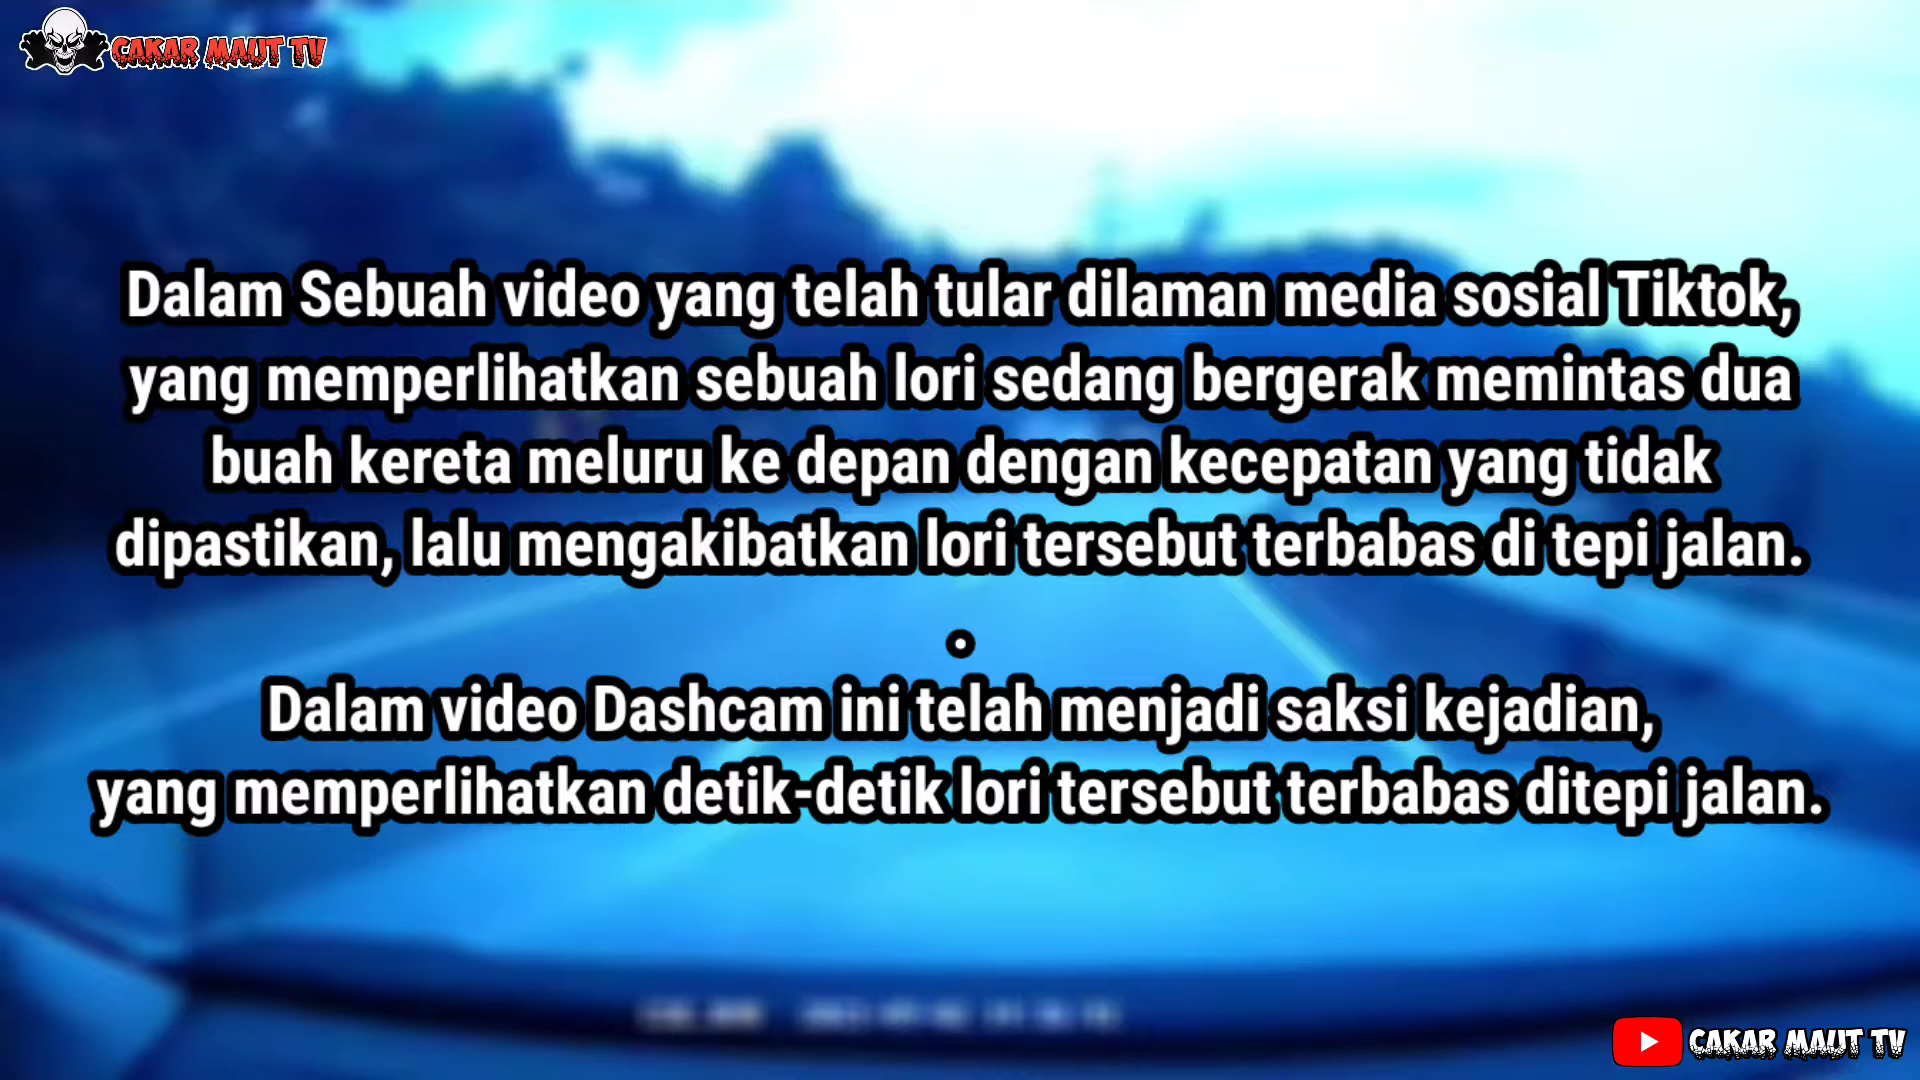 CAKAR MAUT TV
Dalam Sebuah video yang telah tular dilaman media sosial Tiktok,
yang memperlihatkan sebuah lori sedang bergerak memintas dua
buah kereta meluru ke depan dengan kecepatan yang tidak
dipastikan, lalu mengakibatkan lori tersebut terbabas di tepi jalan.
.
Dalam video Dashcam ini telah menjadi saksi kejadian,
yang memperlihatkan detik-detik lori tersebut terbabas ditepi jalan.
CAKAR MAUT TV